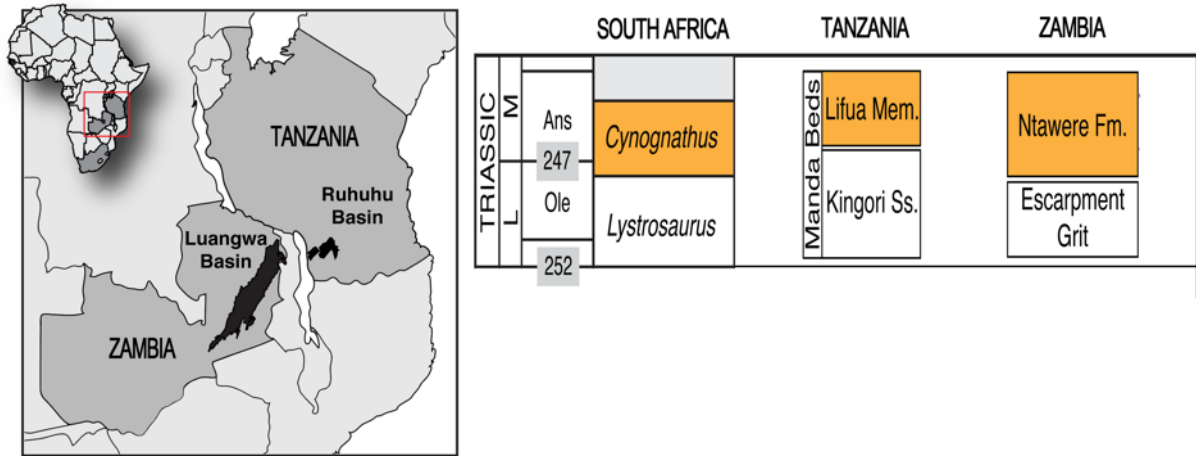 TANZANIA
Ruhuhu
Basin
Luangwa
Basin
ZAMBIA
SOUTH AFRICA
TANZANIA
ZAMBIA
TRIASSIC
M
L
Ans
247
Ole
252
Cynognathus
Lystrosaurus
Manda Beds
Lifua Mem.
Kingori Ss.
Ntawere Fm.
Escarpment
Grit